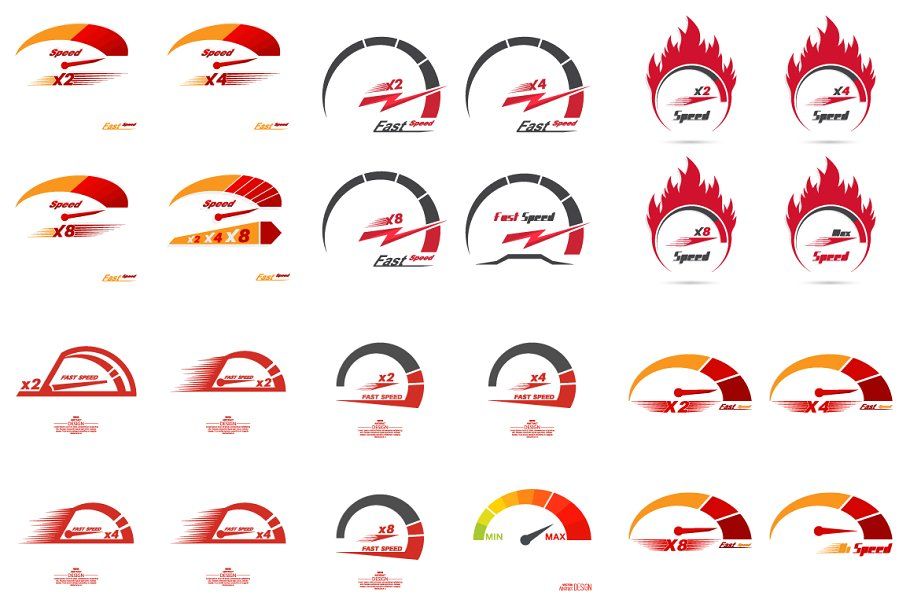 Speed
x2
Fast Speed
Speed
x4
Fast Speed
x2
Fast Speed
x4
Fast Speed
x2
Speed
x4
Speed
Speed
x8
Fast Speed
Speed
x2 x4 x8
Fast Speed
x8
Fast Speed
Fast Speed
x8
Speed
Max
Speed
FAST SPEED
x2
DESIGN
FAST SPEED
x2
DESIGN
x2
FAST SPEED
DESIGN
x4
FAST SPEED
DESIGN
X2
Fast Speed
X4
Fast Speed
FAST SPEED
x4
DESIGN
FAST SPEED
x4
DESIGN
x8
FAST SPEED
DESIGN
MIN MAX
VECTOR
ABSTRACT DESIGN
X8
Fast Speed
Hi Speed